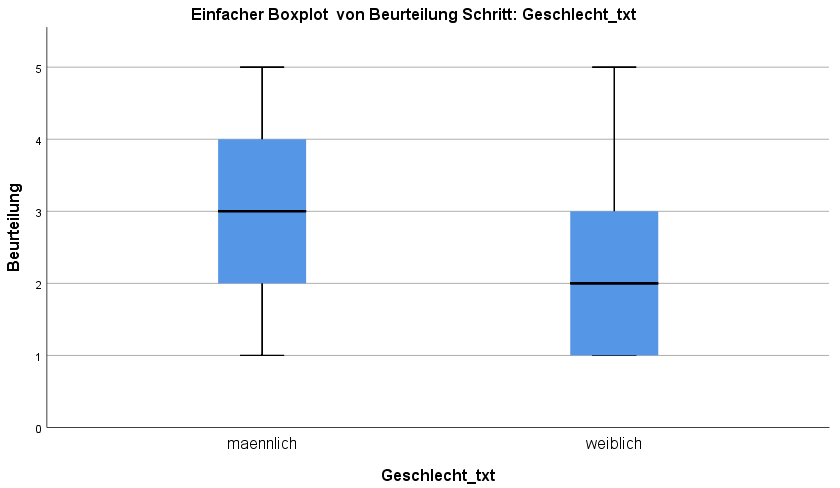 Einfacher Boxplot von Beurteilung Schritt: Geschlecht_txt
Beurteilung
5
4
3
2
1
0
maennlich weiblich
Geschlecht_txt